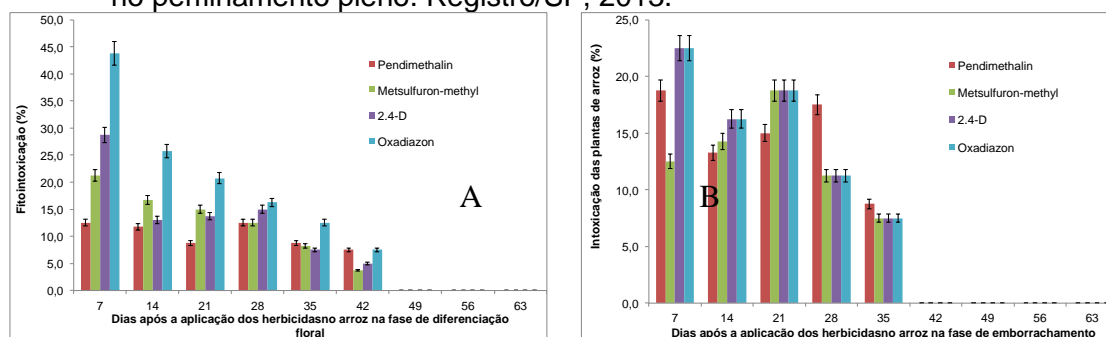 no perfilhamento pleno. Registro/SP, 2013.
50,0
45,0
40,0
35,0
30,0
25,0
20,0
15,0
10,0
5,0
0,0
Fitointoxicação (%)
Pendimethalin
Metsulfuron-methyl
2.4-D
Oxadiazon
A
7 14 21 28 35 42 49 56 63
Dias após a aplicação dos herbicidasno arroz na fase de diferenciação
floral
25,0
20,0
15,0
10,0
5,0
0,0
Intoxicação das plantas de arroz (%)
Pendimethalin
Metsulfuron-methyl
2.4-D
Oxadiazon
B
7 14 21 28 35 42 49 56 63
Dias após a aplicação dos herbicidasno arroz na fase de emborrachamento